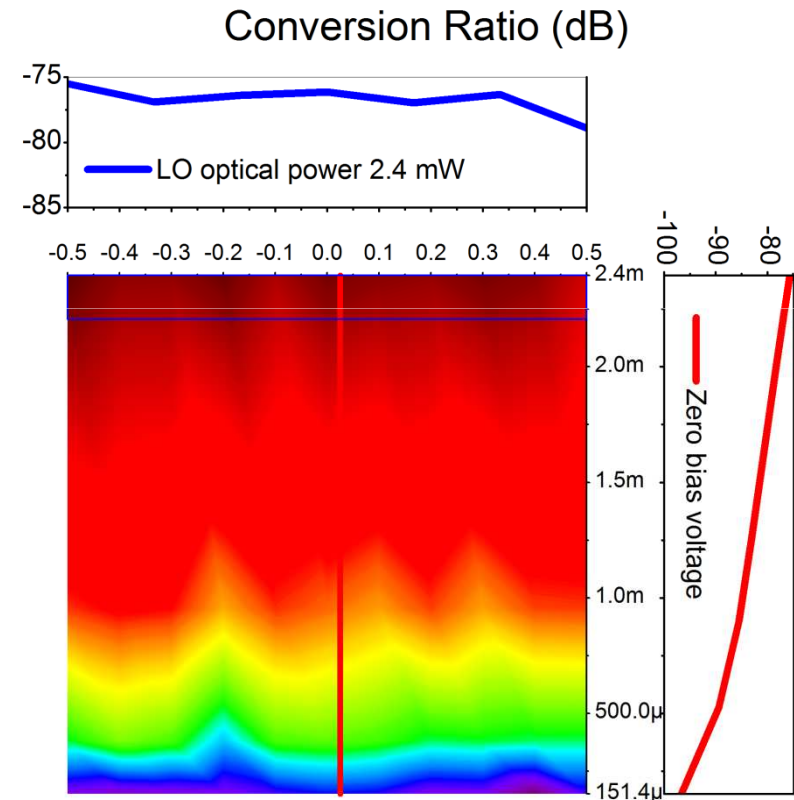 Conversion Ratio (dB)
-75
-80
LO optical power 2.4 mW
-85
-0.5 -0.4 -0.3 -0.2 -0.1 0.0 0.1 0.2 0.3 0.4 0.5
-100 -90 -80
2.4m
2.0m
1.5m
1.0m
500.0µ
151.4µ
Zero bias voltage